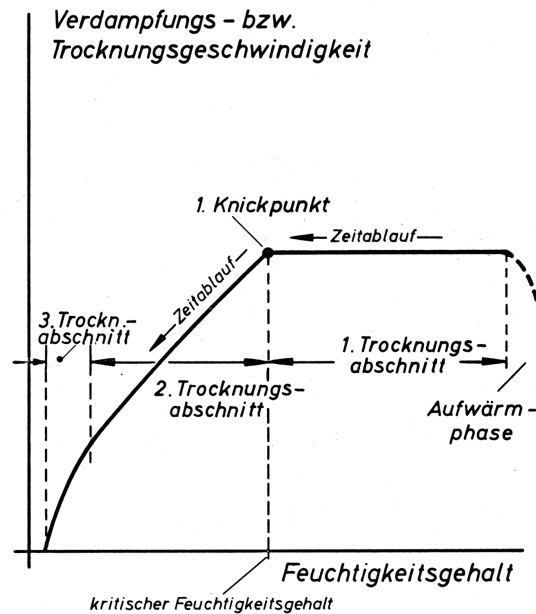 Verdampfungs- bzw.
Trocknungsgeschwindigkeit
1. Knickpunkt
Zeitablauf
Zeitablauf
3. Trockn.-
abschnitt
1. Trocknungs-
abschnitt
2. Trocknungs-
abschnitt
Aufwärm-
phase
Feuchtigkeitsgehalt
kritischer Feuchtigkeitsgehalt